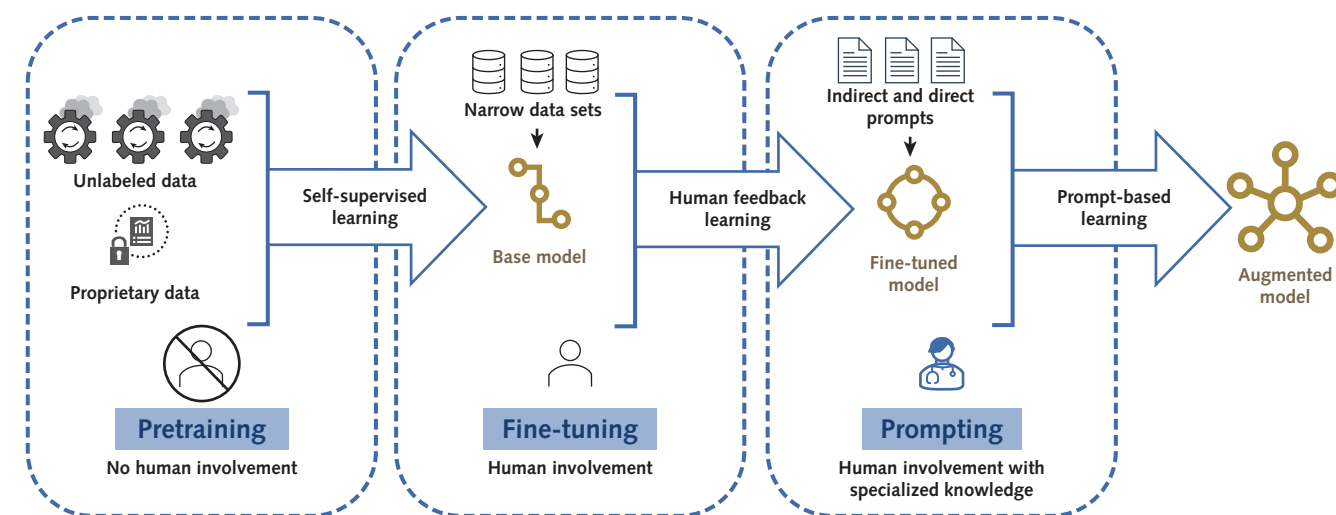 Unlabeled data
Proprietary data
Pretraining
No human involvement
Self-supervised
learning
Narrow data sets
Base model
Fine-tuning
Human involvement
Human feedback
learning
Indirect and direct
prompts
Fine-tuned
model
Prompting
Human involvement with
specialized knowledge
Prompt-based
learning
Augmented
model